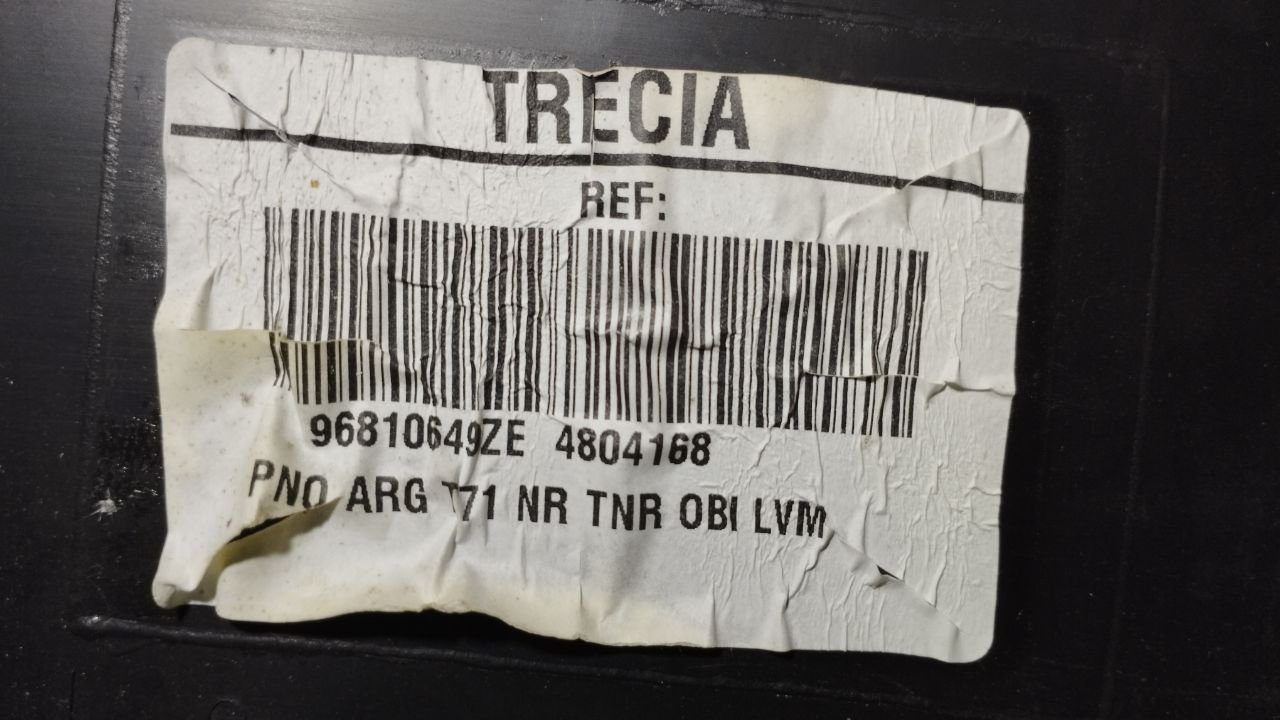 TRECIA
REF:
96810649ZE 4804168
PNO ARG T71 NR TNR OBI LVM